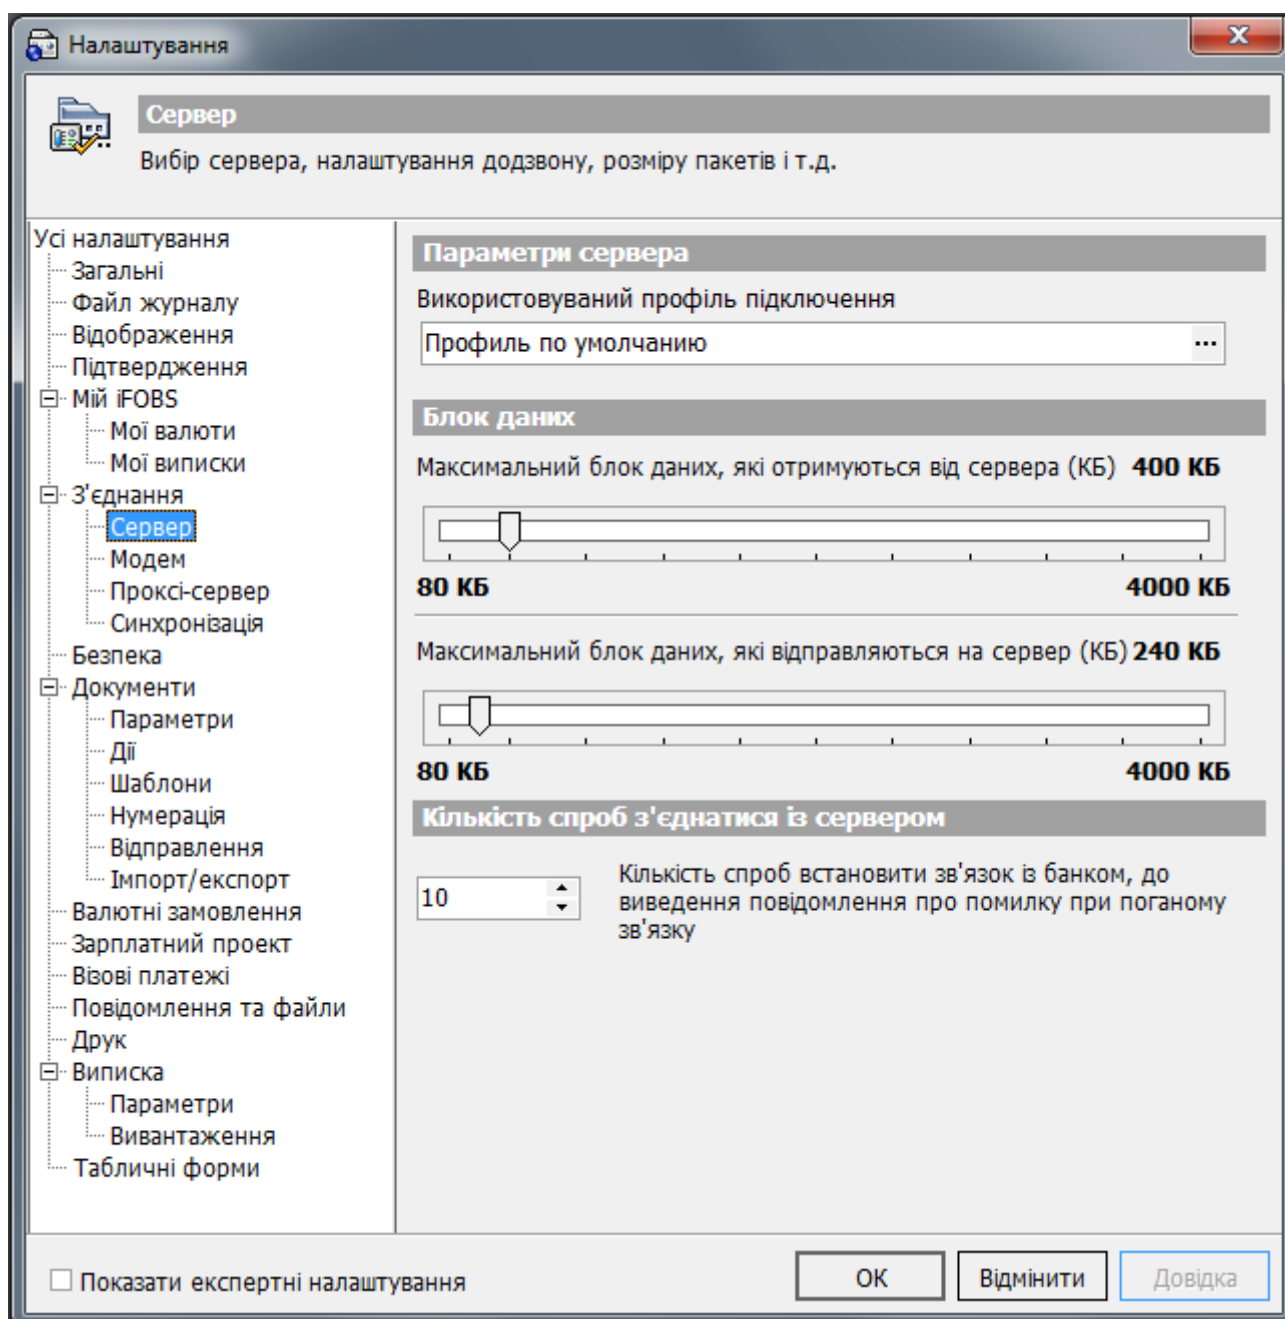 Налаштування
Сервер
Вибір сервера, налаштування додзвону, розміру пакетів і т.д.
Усі налаштування
Загальні
Файл журналу
Відображення
Підтвердження
Мій iFOBS
Мої валюти
Мої виписки
З'єднання
Сервер
Модем
Проксі-сервер
Синхронізація
Безпека
Документи
Параметри
Дії
Шаблони
Нумерація
Відправлення
Імпорт/експорт
Валютні замовлення
Зарплатний проект
Візові платежі
Повідомлення та файли
Друк
Виписка
Параметри
Вивантаження
Табличні форми
Параметри сервера
Використовуваний профіль підключення
Профиль по умолчанию
...
Блок даних
Максимальний блок даних, які отримуються від сервера (КБ) 400 КБ
80 КБ 4000 КБ
Максимальний блок даних, які відправляються на сервер (КБ) 240 КБ
80 КБ 4000 КБ
Кількість спроб з'єднатися із сервером
10
Кількість спроб встановити зв'язок із банком, до
виведення повідомлення про помилку при поганому
зв'язку
Показати експертні налаштування
ОК Відмінити Довідка